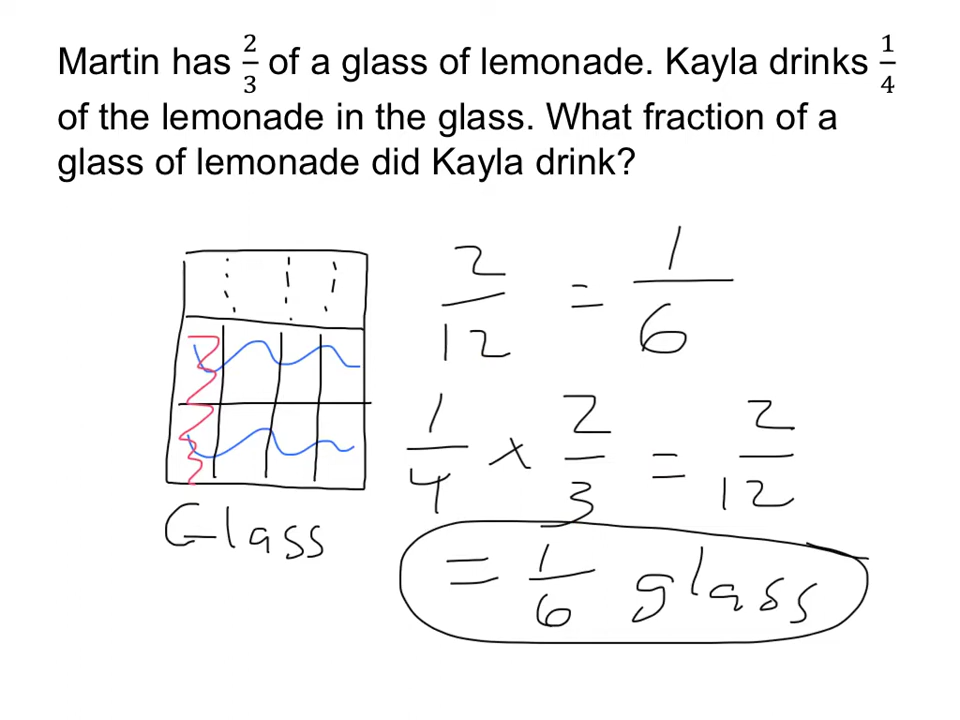 Martin has 2/3 of a glass of lemonade. Kayla drinks 1/4
of the lemonade in the glass. What fraction of a
glass of lemonade did Kayla drink?
2/12 = 1/6
1/4 × 2/3 = 2/12
Glass
= 1/6 glass